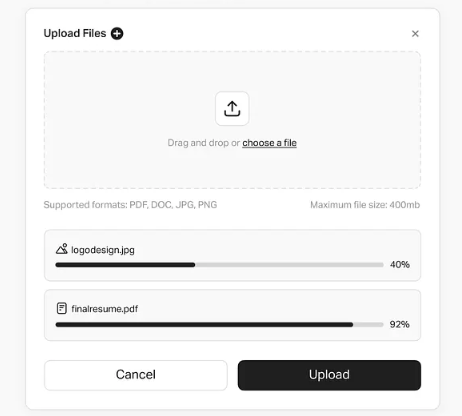 Upload Files
Drag and drop or choose a file
Supported formats: PDF, DOC, JPG, PNG
Maximum file size: 400mb
logodesign.jpg
40%
finalresume.pdf
92%
Cancel
Upload